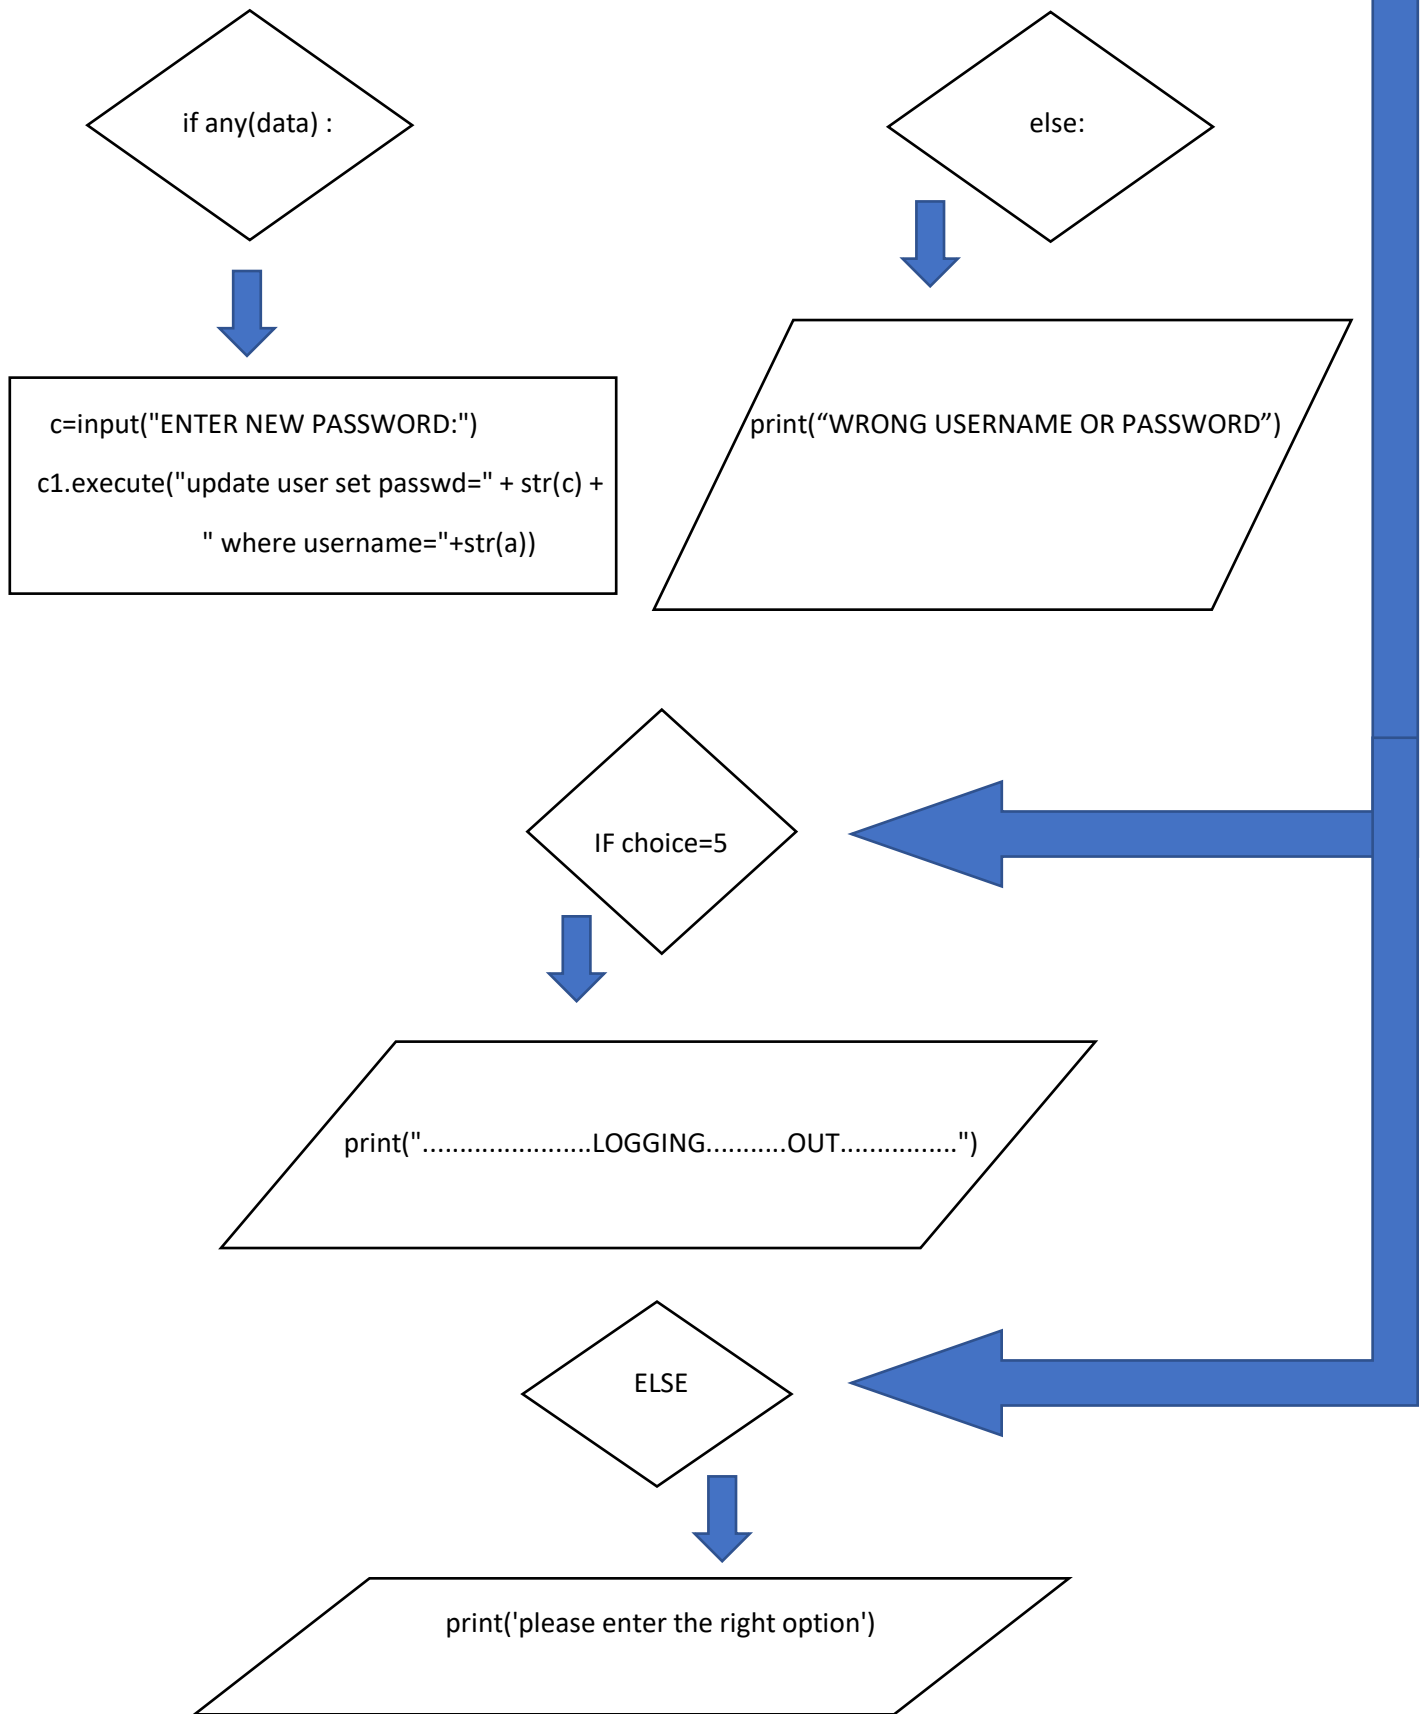 if any(data) :
else:
c=input("ENTER NEW PASSWORD:")
c1.execute("update user set passwd=" + str(c) +
" where username="+str(a))
print(“WRONG USERNAME OR PASSWORD”)
IF choice=5
print(".......................LOGGING...........OUT................")
ELSE
print('please enter the right option')